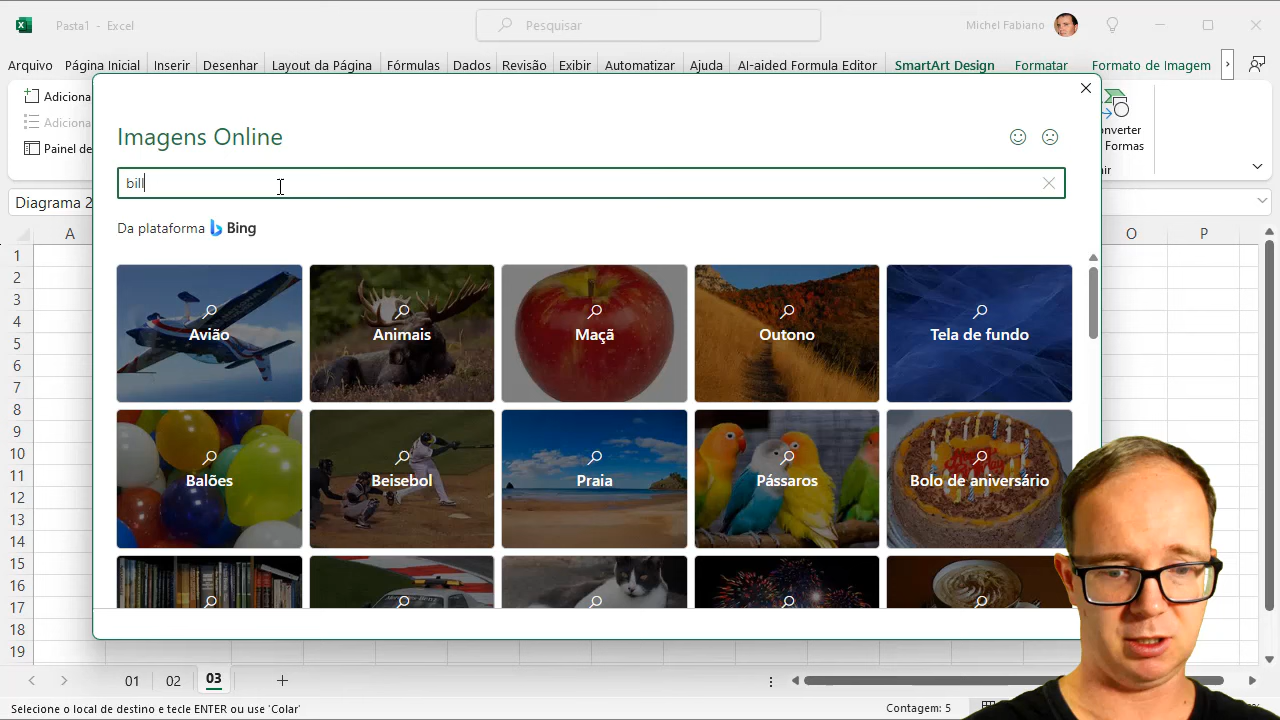 Pasta1 - Excel
Pesquisar
Michel Fabiano
Arquivo Página Inicial Inserir Desenhar Layout da Página Fórmulas Dados Revisão Exibir Automatizar Ajuda AI-aided Formula Editor SmartArt Design Formatar Formato de Imagem
Adiciona
Adiciona
Painel de
onverter
Formas
air
Imagens Online
bill
Da plataforma Bing
Diagrama 2
A O P
1
2
3
4
5
6
7
8
9
10
11
12
13
14
15
16
17
18
19
Avião Animais Maçã Outono Tela de fundo
Balões Beisebol Praia Pássaros Bolo de aniversário
01 02 03
Selecione o local de destino e tecle ENTER ou use 'Colar'
Contagem: 5